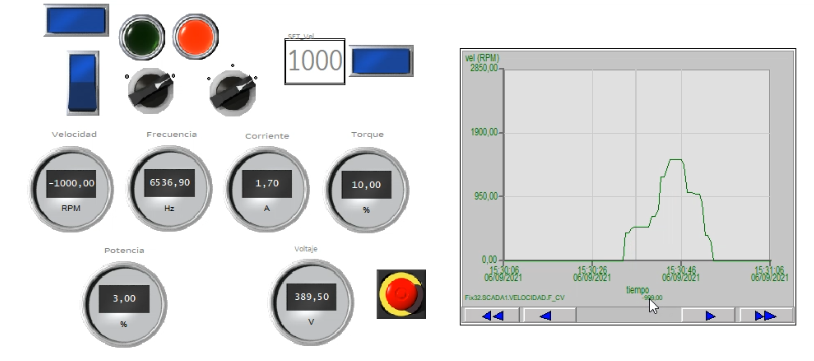 SET_Vel
1000
Velocidad
-1000,00
RPM
Frecuencia
6536,90
Hz
Corriente
1,70
A
Torque
10,00
%
Potencia
3,00
%
Voltaje
389,50
V
vel (RPM)
2850,00
1900,00
950,00
0,00
15:30:06
06/09/2021
15:30:26
06/09/2021
15:30:46
06/09/2021
15:31:06
06/09/2021
tiempo
Fix32.SCADA1.VELOCIDAD.F_CV